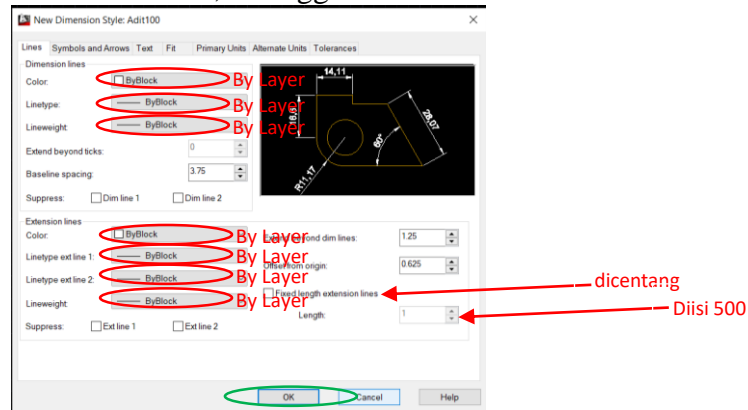 New Dimension Style: Adit100
Lines Symbols and Arrows Text Fit Primary Units Alternate Units Tolerances
Dimension lines
Color: ByBlock By Layer
Linetype: ByBlock By Layer
Lineweight: ByBlock By Layer
Extend beyond ticks: 0
Baseline spacing: 3.75
Suppress: Dim line 1 Dim line 2
14,11
28,07
60°
R11,17
Extension lines
Color: ByBlock By Layer
Linetype ext line 1: ByBlock By Layer
Linetype ext line 2: ByBlock By Layer
Lineweight: ByBlock By Layer
Suppress: Ext line 1 Ext line 2
Extend beyond dim lines: 1.25
Offset from origin: 0.625
Fixed length extension lines
Length: 1
dicentang
Diisi 500
OK Cancel Help